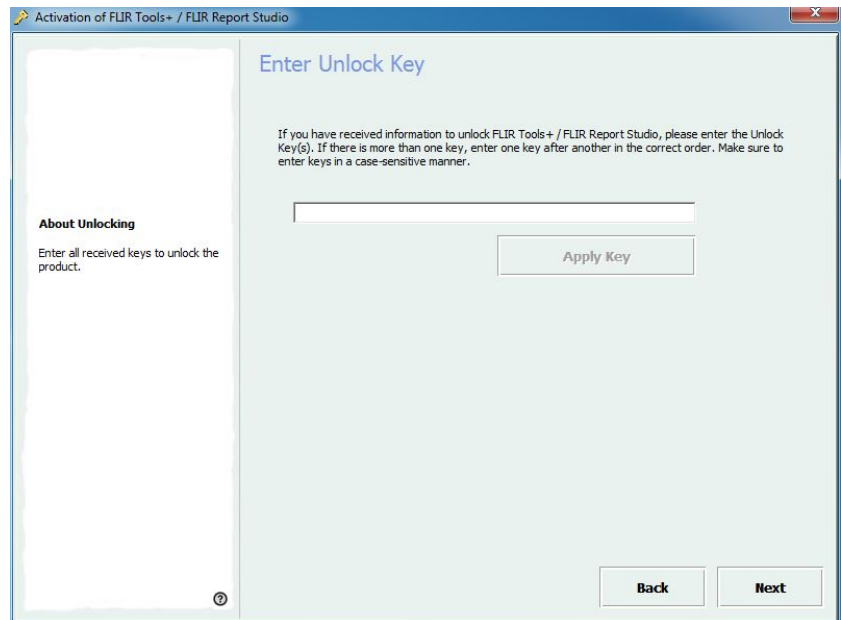 Activation of FLIR Tools+ / FLIR Report Studio
Enter Unlock Key
If you have received information to unlock FLIR Tools+ / FLIR Report Studio, please enter the Unlock
Key(s). If there is more than one key, enter one key after another in the correct order. Make sure to
enter keys in a case-sensitive manner.
About Unlocking
Enter all received keys to unlock the
product.
Apply Key
Back
Next